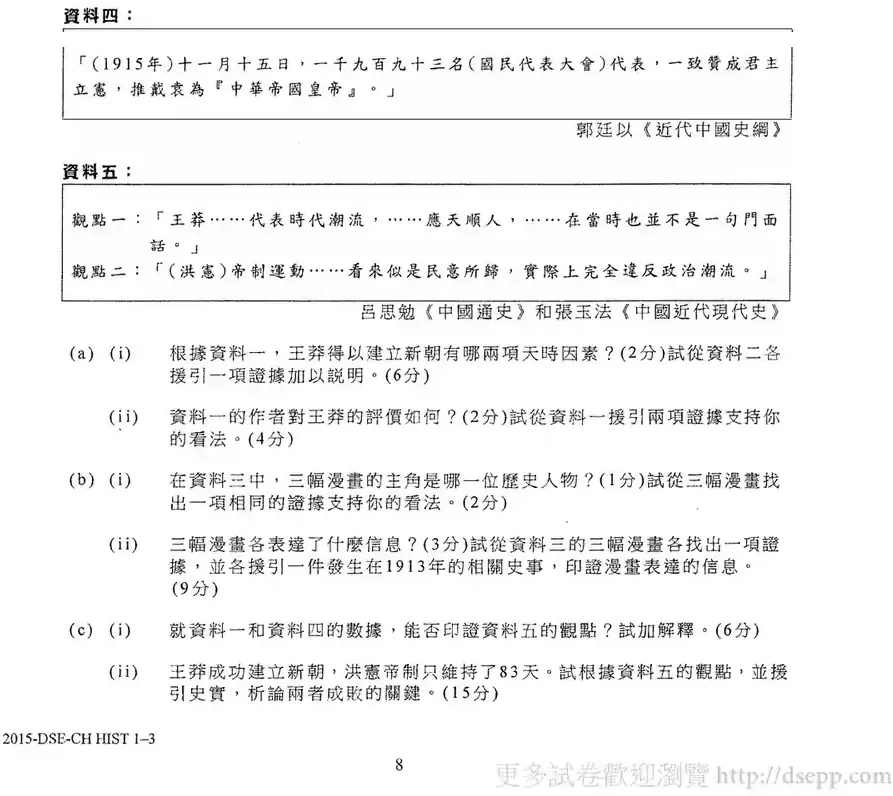 資料四：
「(1915年)十一月十五日，一千九百九十三名(國民代表大會)代表，一致贊成君主
立憲，推戴袁為『中華帝國皇帝』。」
郭廷以《近代中國史綱》
資料五：
觀點一：「王莽……代表時代潮流，……應天順人，……在當時也並不是一句門面
話。」
觀點二：「(洪憲)帝制運動……看來似是民意所歸，實際上完全違反政治潮流。」
呂思勉《中國通史》和張玉法《中國近代現代史》
(a) (i) 根據資料一，王莽得以建立新朝有哪兩項天時因素？(2分)試從資料二各
援引一項證據加以說明。(6分)
(ii) 資料一的作者對王莽的評價如何？(2分)試從資料一援引兩項證據支持你
的看法。(4分)
(b) (i) 在資料三中，三幅漫畫的主角是哪一位歷史人物？(1分)試從三幅漫畫找
出一項相同的證據支持你的看法。(2分)
(ii) 三幅漫畫各表達了什麼信息？(3分)試從資料三的三幅漫畫各找出一項證
據，並各援引一件發生在1913年的相關史事，印證漫畫表達的信息。
(9分)
(c) (i) 就資料一和資料四的數據，能否印證資料五的觀點？試加解釋。(6分)
(ii) 王莽成功建立新朝，洪憲帝制只維持了83天。試根據資料五的觀點，並援
引史實，析論兩者成敗的關鍵。(15分)
2015-DSE-CH HIST 1–3
8
更多試卷歡迎瀏覽 http://dsepp.com